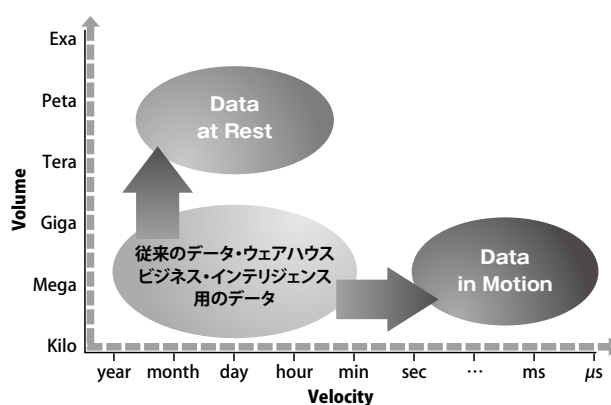 Exa
Peta
Tera
Giga
Mega
Kilo
Volume
Data
at Rest
従来のデータ・ウェアハウス
ビジネス・インテリジェンス
用のデータ
Data
in Motion
year month day hour min sec … ms μs
Velocity